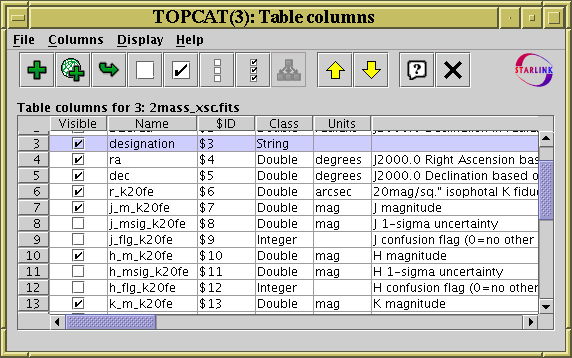 TOPCAT(3): Table columns
File Columns Display Help
STARLINK
Table columns for 3: 2mass_xsc.fits
Visible Name $ID Class Units
3 designation $3 String
4 ra $4 Double degrees J2000.0 Right Ascension bas
5 dec $5 Double degrees J2000.0 Declination based o
6 r_k20fe $6 Double arcsec 20mag/sq." isophotal K fiduc
7 j_m_k20fe $7 Double mag J magnitude
8 j_msig_k20fe $8 Double mag J 1-sigma uncertainty
9 j_flg_k20fe $9 Integer J confusion flag (0=no other
10 h_m_k20fe $10 Double mag H magnitude
11 h_msig_k20fe $11 Double mag H 1-sigma uncertainty
12 h_flg_k20fe $12 Integer H confusion flag (0=no other
13 k_m_k20fe $13 Double mag K magnitude